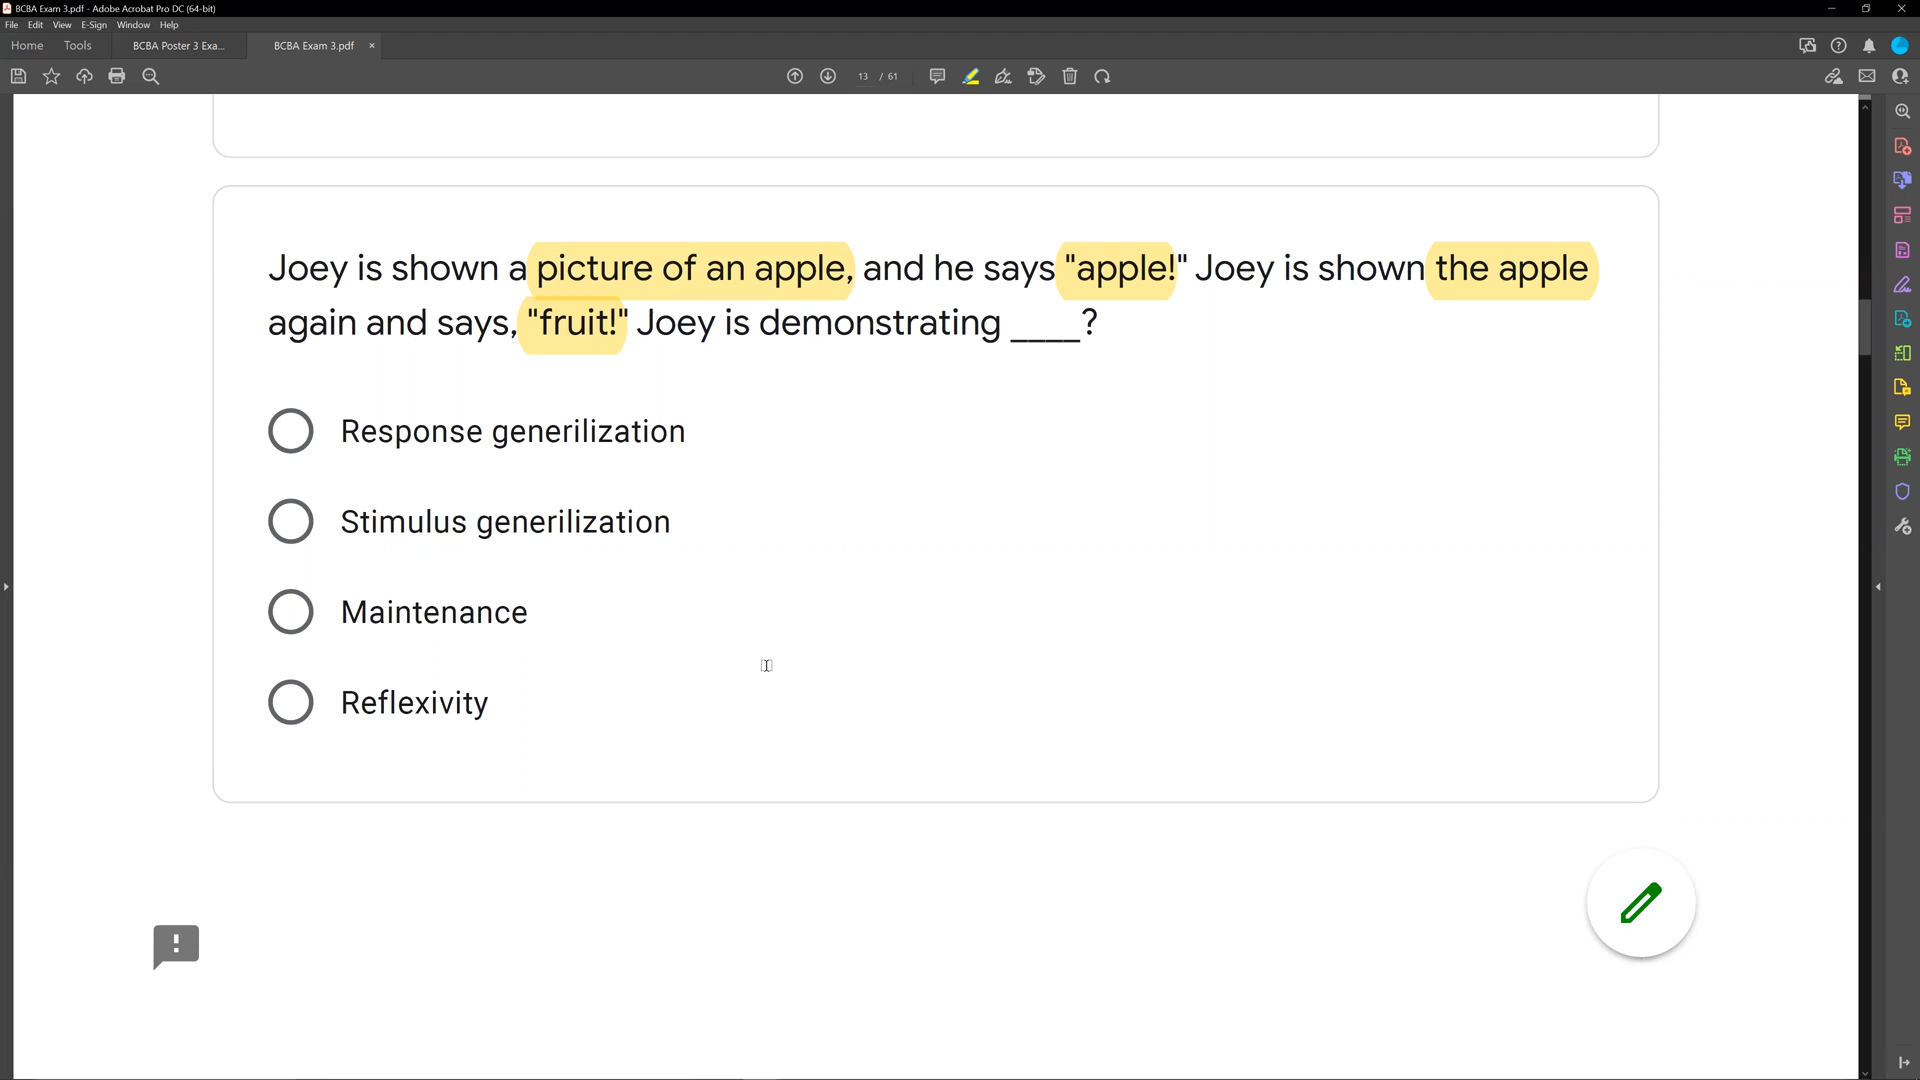 BCBA Exam 3.pdf - Adobe Acrobat Pro DC (64-bit)
File Edit View E-Sign Window Help
Home Tools BCBA Poster 3 Exa... BCBA Exam 3.pdf ×
13 / 61
Joey is shown a picture of an apple, and he says "apple!" Joey is shown the apple
again and says, "fruit!" Joey is demonstrating ____?
Response generilization
Stimulus generilization
Maintenance
Reflexivity